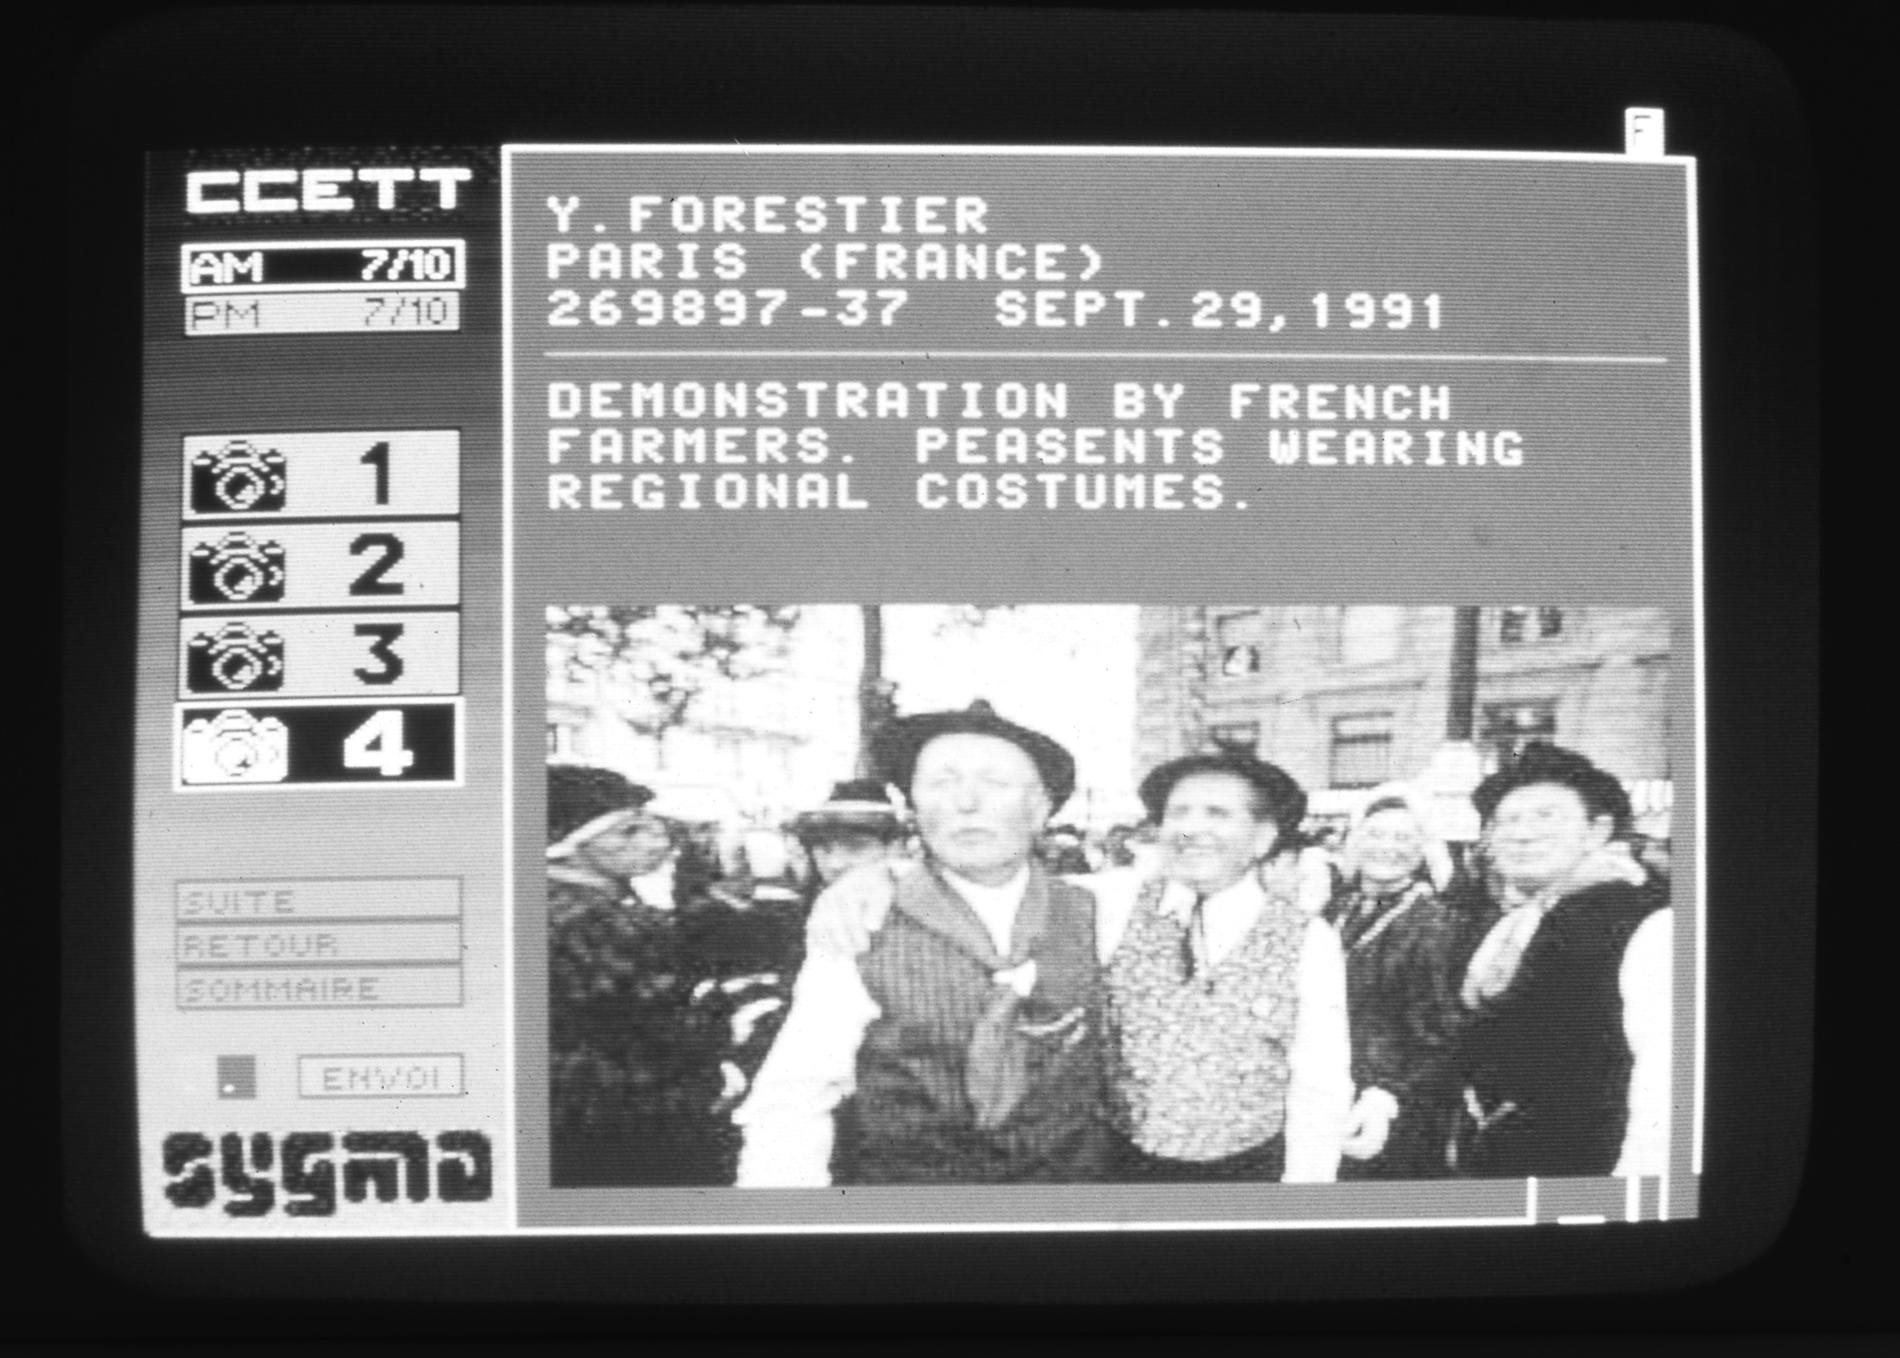 F
CCETT
AM 7/10
PM 7/10
1
2
3
4
SUITE
RETOUR
SOMMAIRE
ENVOI
sygma
Y.FORESTIER
PARIS (FRANCE)
269897-37 SEPT.29,1991
DEMONSTRATION BY FRENCH
FARMERS. PEASENTS WEARING
REGIONAL COSTUMES.